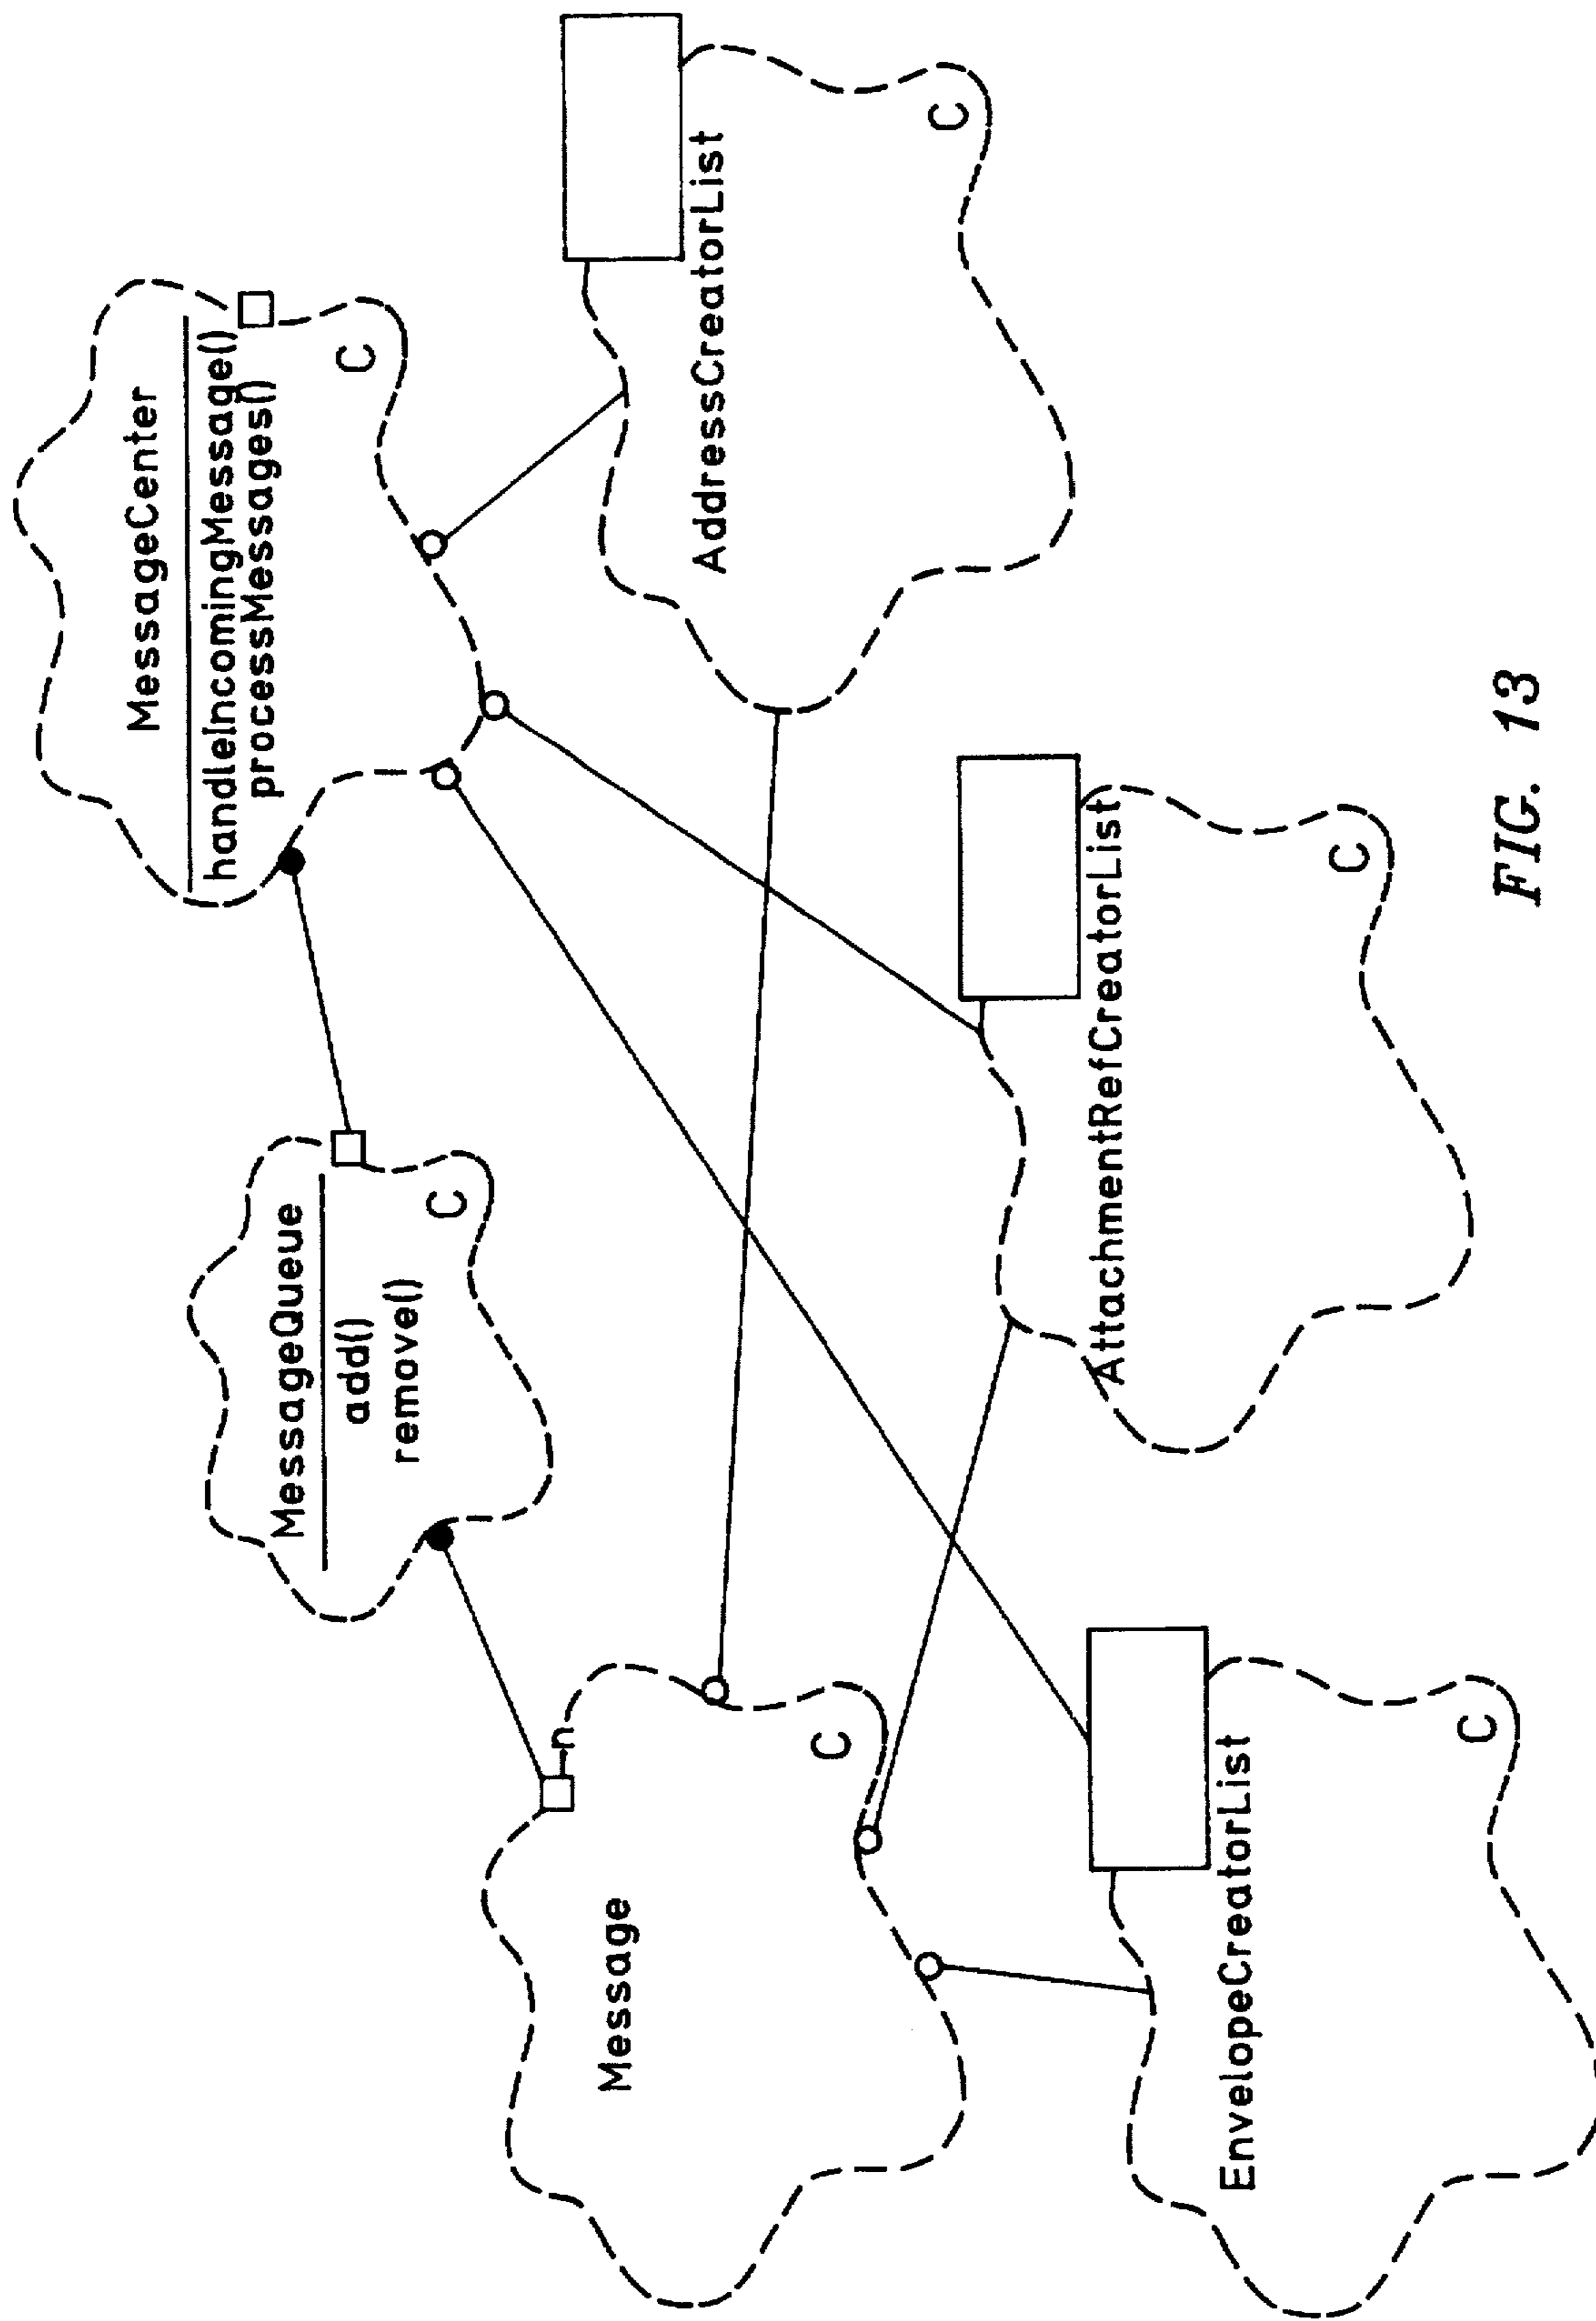 MessageCenter
handleIncomingMessage()
processMessages()
C
MessageQueue
add()
remove()
C
n
Message
C
AddressCreatorList
C
AttachmentRefCreatorList
C
EnvelopeCreatorList
C
FIG. 13